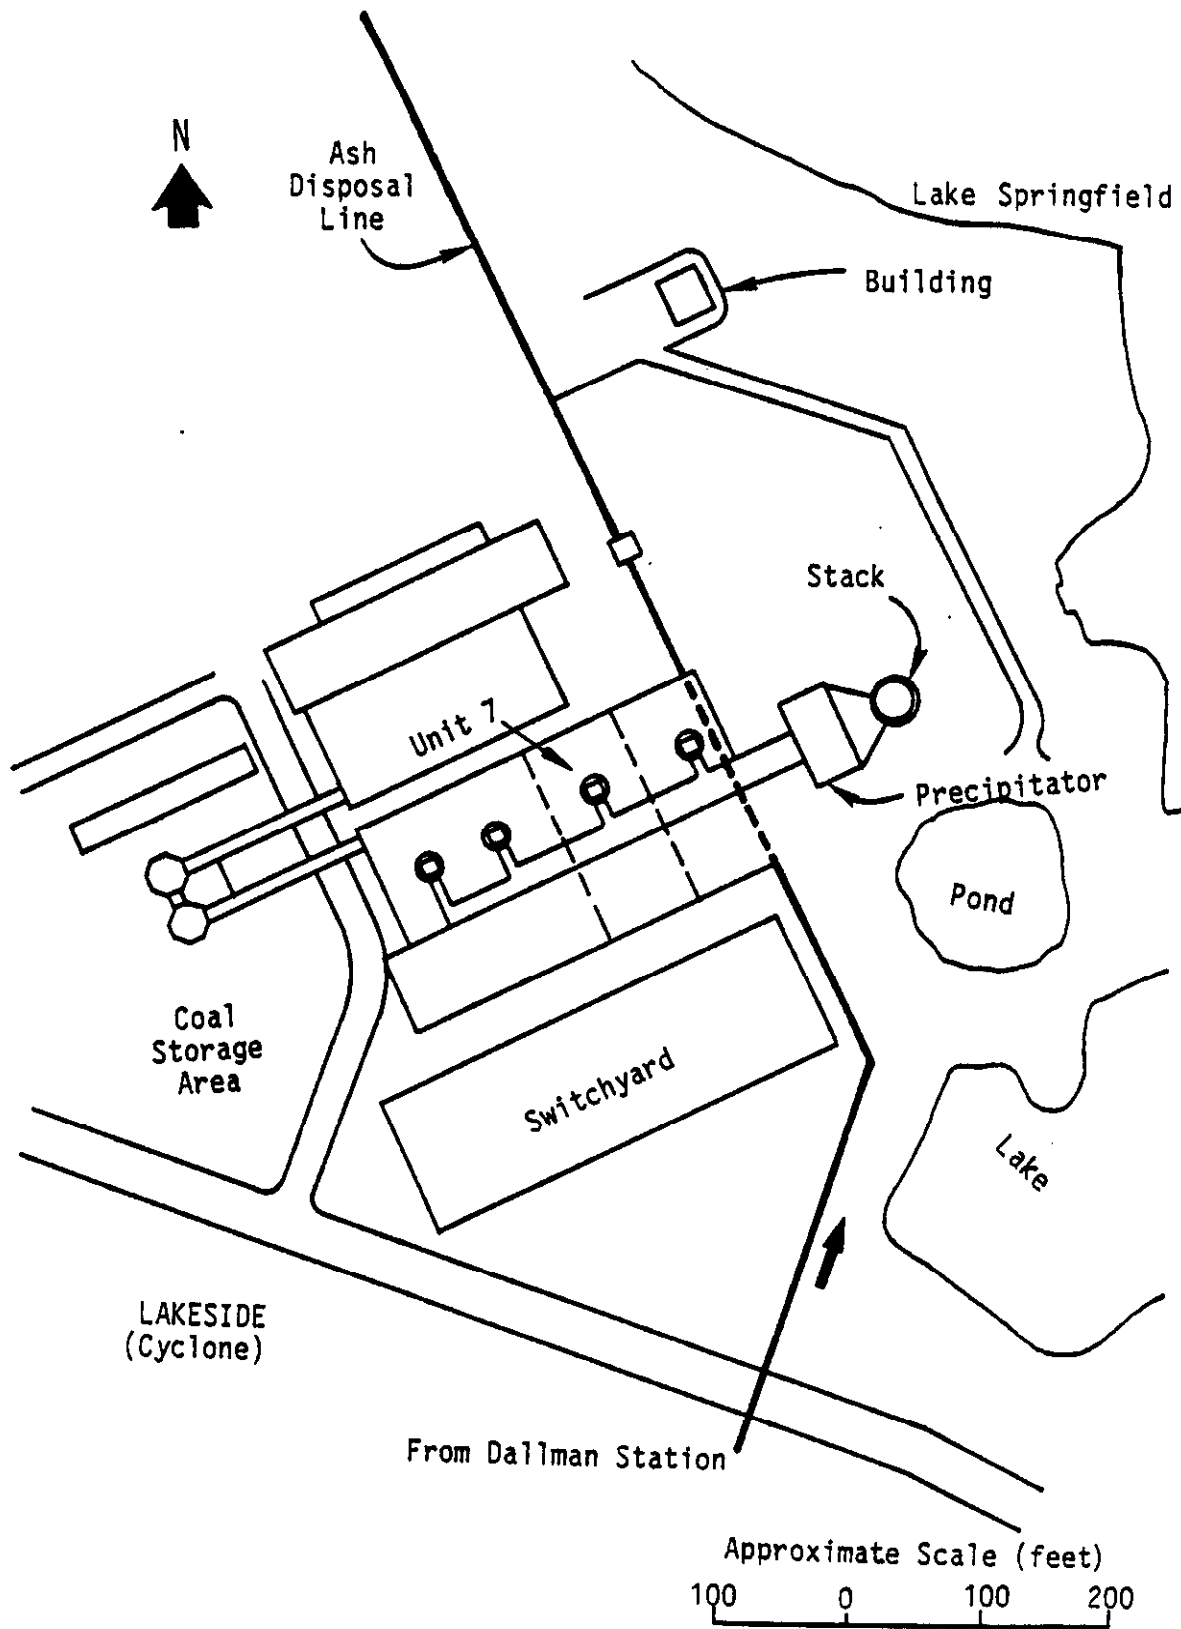 N
Ash
Disposal
Line
Lake Springfield
Building
Stack
Unit 7
Precipitator
Pond
Coal
Storage
Area
Switchyard
Lake
LAKESIDE
(Cyclone)
From Dallman Station
Approximate Scale (feet)
100 0 100 200